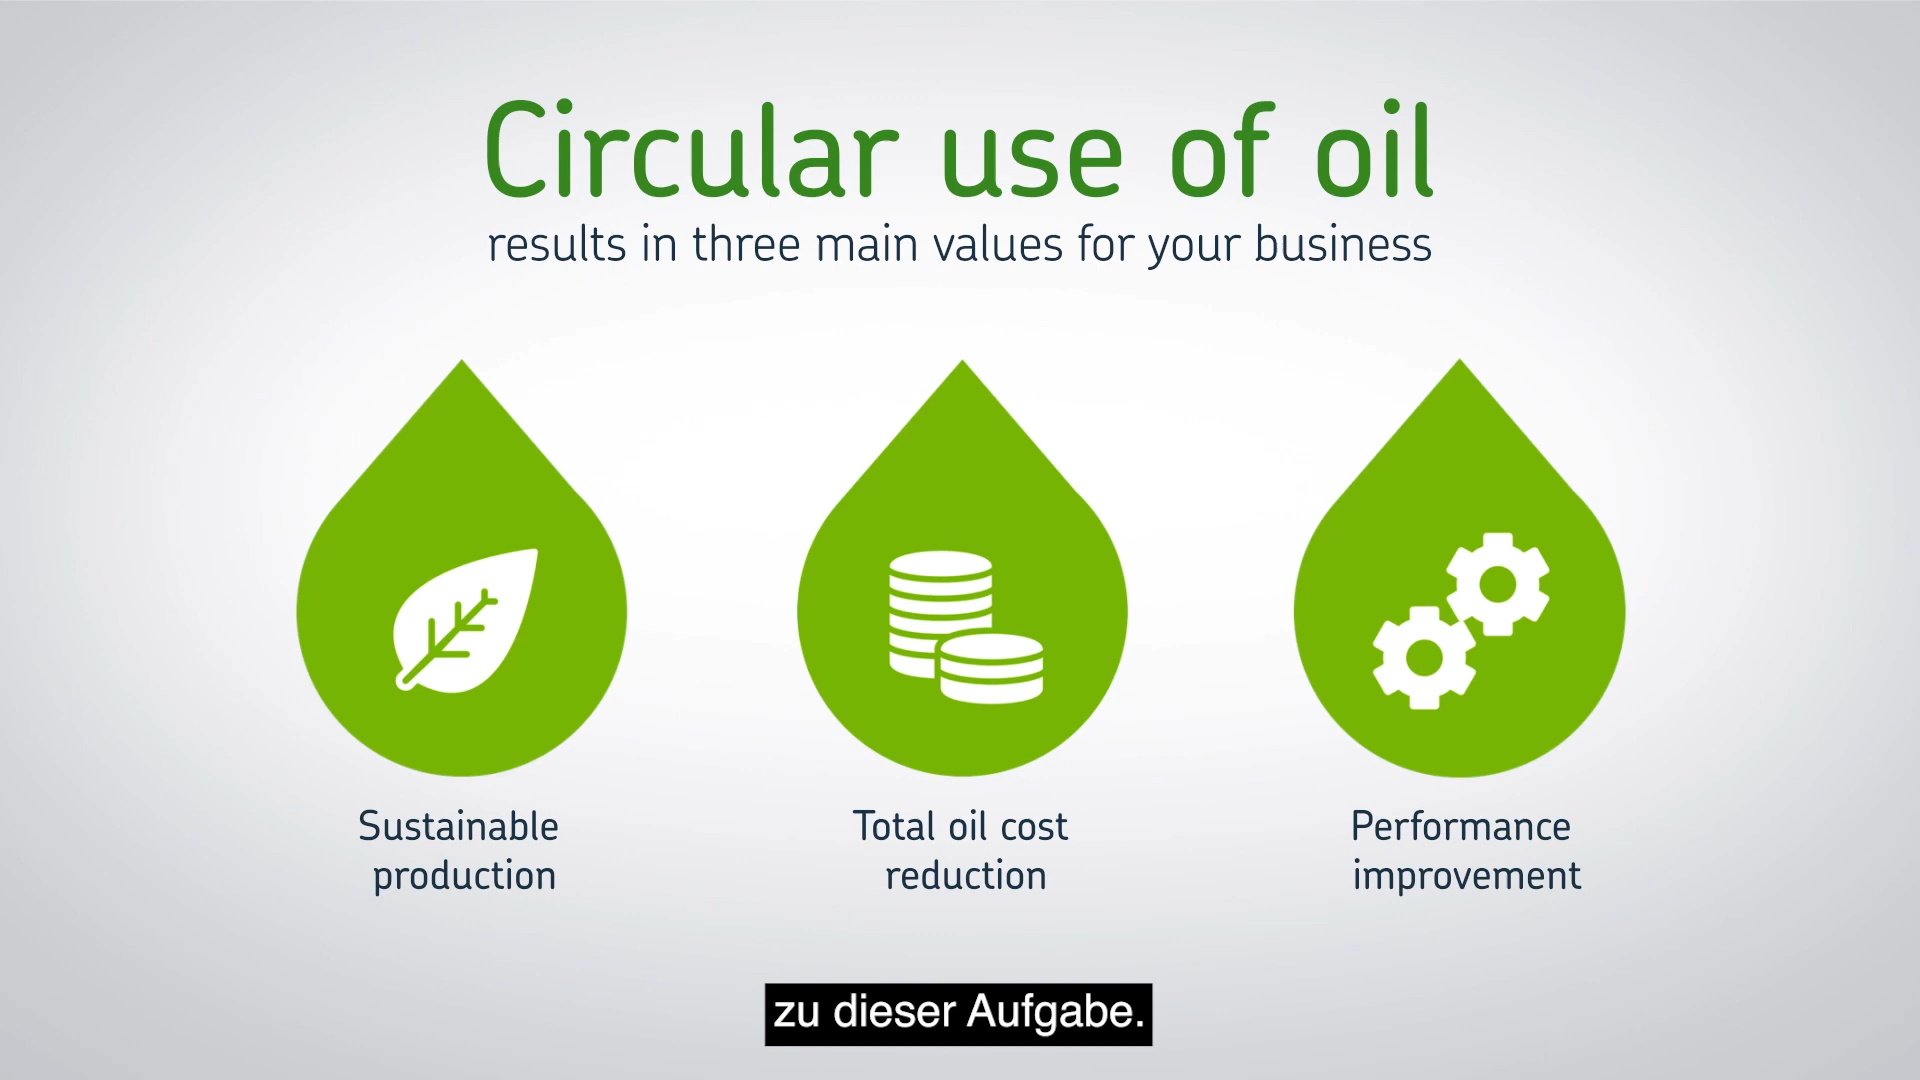 Circular use of oil
results in three main values for your business
Sustainable
production
Total oil cost
reduction
Performance
improvement
zu dieser Aufgabe.